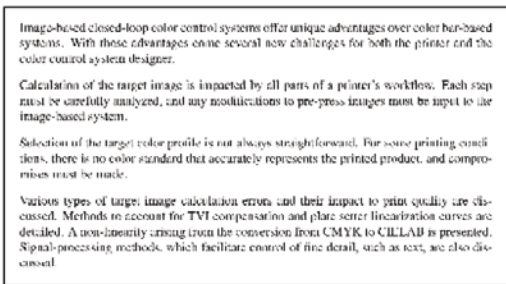 Image-based closed-loop color control systems offer unique advantages over color bar-based
systems. With those advantages come several new challenges for both the printer and the
color control system designer.
Calculation of the target image is impacted by all parts of a printer's workflow. Each step
must be carefully analyzed, and any modifications to pre-press images must be input to the
image-based system.
Selection of the target color profile is not always straightforward. For some printing condi-
tions, there is no color standard that accurately represents the printed product, and compro-
mises must be made.
Various types of target image calculation errors and their impact to print quality are dis-
cussed. Methods to account for TVI compensation and plate setter linearization curves are
detailed. A non-linearity arising from the conversion from CMYK to CIELAB is presented.
Signal-processing methods, which facilitate control of fine detail, such as text, are also dis-
cussed.